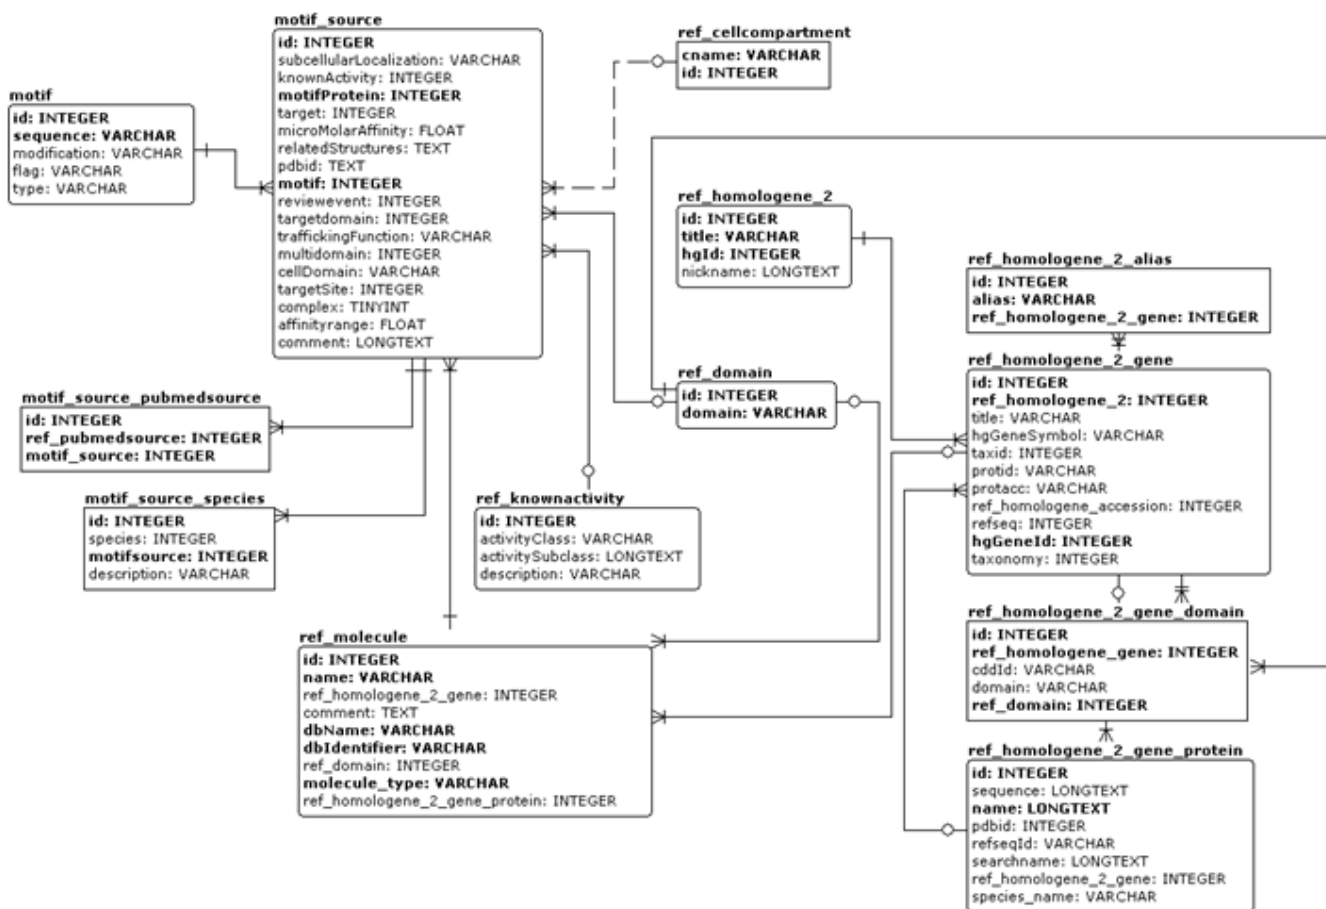 motif_source
id: INTEGER
subcellularLocalization: VARCHAR
knownActivity: INTEGER
motifProtein: INTEGER
target: INTEGER
microMolarAffinity: FLOAT
relatedStructures: TEXT
pdbid: TEXT
motif: INTEGER
reviewevent: INTEGER
targetdomain: INTEGER
traffickingFunction: VARCHAR
multidomain: INTEGER
cellDomain: VARCHAR
targetSite: INTEGER
complex: TINYINT
affinityrange: FLOAT
comment: LONGTEXT
ref_cellcompartment
cname: VARCHAR
id: INTEGER
motif
id: INTEGER
sequence: VARCHAR
modification: VARCHAR
flag: VARCHAR
type: VARCHAR
ref_homologene_2
id: INTEGER
title: VARCHAR
hgId: INTEGER
nickname: LONGTEXT
ref_homologene_2_alias
id: INTEGER
alias: VARCHAR
ref_homologene_2_gene: INTEGER
ref_homologene_2_gene
id: INTEGER
ref_homologene_2: INTEGER
title: VARCHAR
hgGeneSymbol: VARCHAR
taxid: INTEGER
protid: VARCHAR
protacc: VARCHAR
ref_homologene_accession: INTEGER
refseq: INTEGER
hgGeneId: INTEGER
taxonomy: INTEGER
ref_domain
id: INTEGER
domain: VARCHAR
motif_source_pubmedsource
id: INTEGER
ref_pubmedsource: INTEGER
motif_source: INTEGER
motif_source_species
id: INTEGER
species: INTEGER
motifsource: INTEGER
description: VARCHAR
ref_knownactivity
id: INTEGER
activityClass: VARCHAR
activitySubclass: LONGTEXT
description: VARCHAR
ref_molecule
id: INTEGER
name: VARCHAR
ref_homologene_2_gene: INTEGER
comment: TEXT
dbName: VARCHAR
dbIdentifier: VARCHAR
ref_domain: INTEGER
molecule_type: VARCHAR
ref_homologene_2_gene_protein: INTEGER
ref_homologene_2_gene_domain
id: INTEGER
ref_homologene_gene: INTEGER
cddId: VARCHAR
domain: VARCHAR
ref_domain: INTEGER
ref_homologene_2_gene_protein
id: INTEGER
sequence: LONGTEXT
name: LONGTEXT
pdbid: INTEGER
refseqId: VARCHAR
searchname: LONGTEXT
ref_homologene_2_gene: INTEGER
species_name: VARCHAR